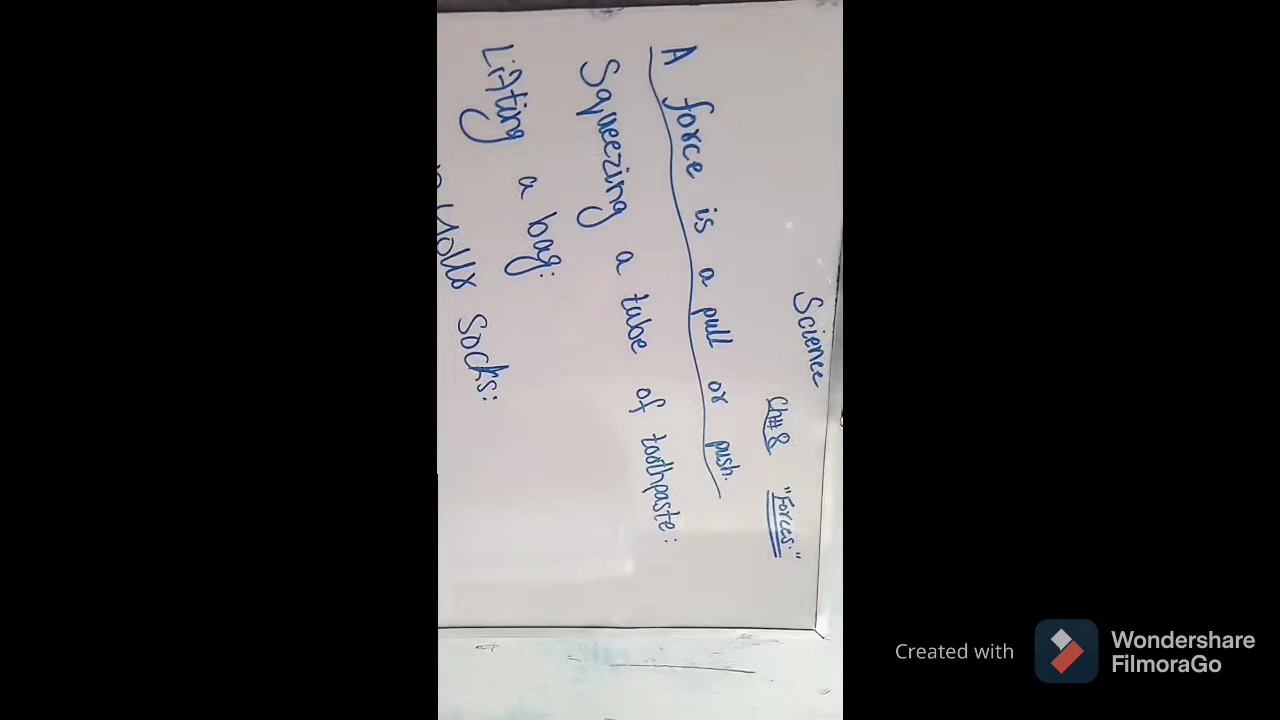 Science
Ch# 8 "Forces."
A force is a pull or push.
Squeezing a tube of toothpaste:
Lifting a bag:
socks:
Created with
Wondershare
FilmoraGo